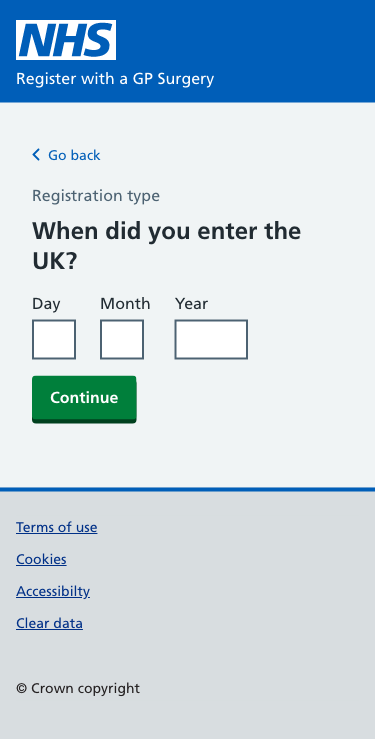 NHS
Register with a GP Surgery
Go back
Registration type
When did you enter the
UK?
Day Month Year
Continue
Terms of use
Cookies
Accessibilty
Clear data
© Crown copyright